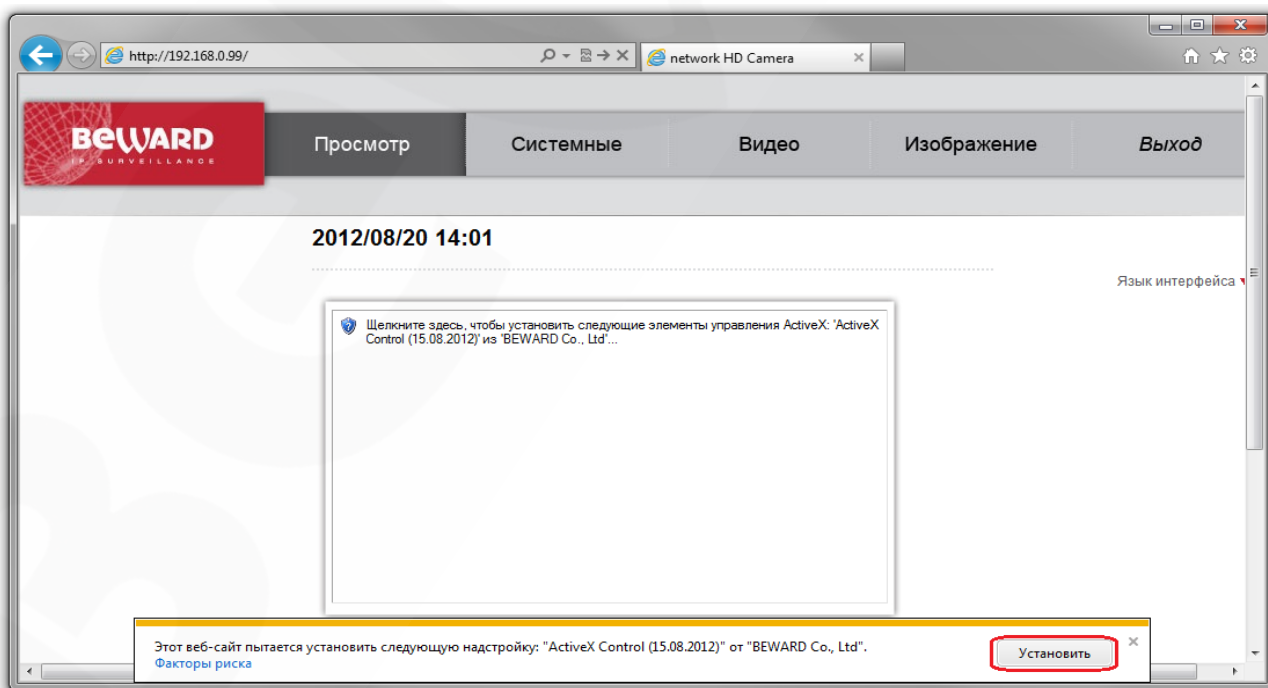 http://192.168.0.99/
network HD Camera
BEWARD
IP SURVEILLANCE
Просмотр
Системные
Видео
Изображение
Выход
2012/08/20 14:01
Язык интерфейса
Щелкните здесь, чтобы установить следующие элементы управления ActiveX: 'ActiveX
Control (15.08.2012)' из 'BEWARD Co., Ltd'...
Этот веб-сайт пытается установить следующую надстройку: "ActiveX Control (15.08.2012)" от "BEWARD Co., Ltd".
Факторы риска
Установить